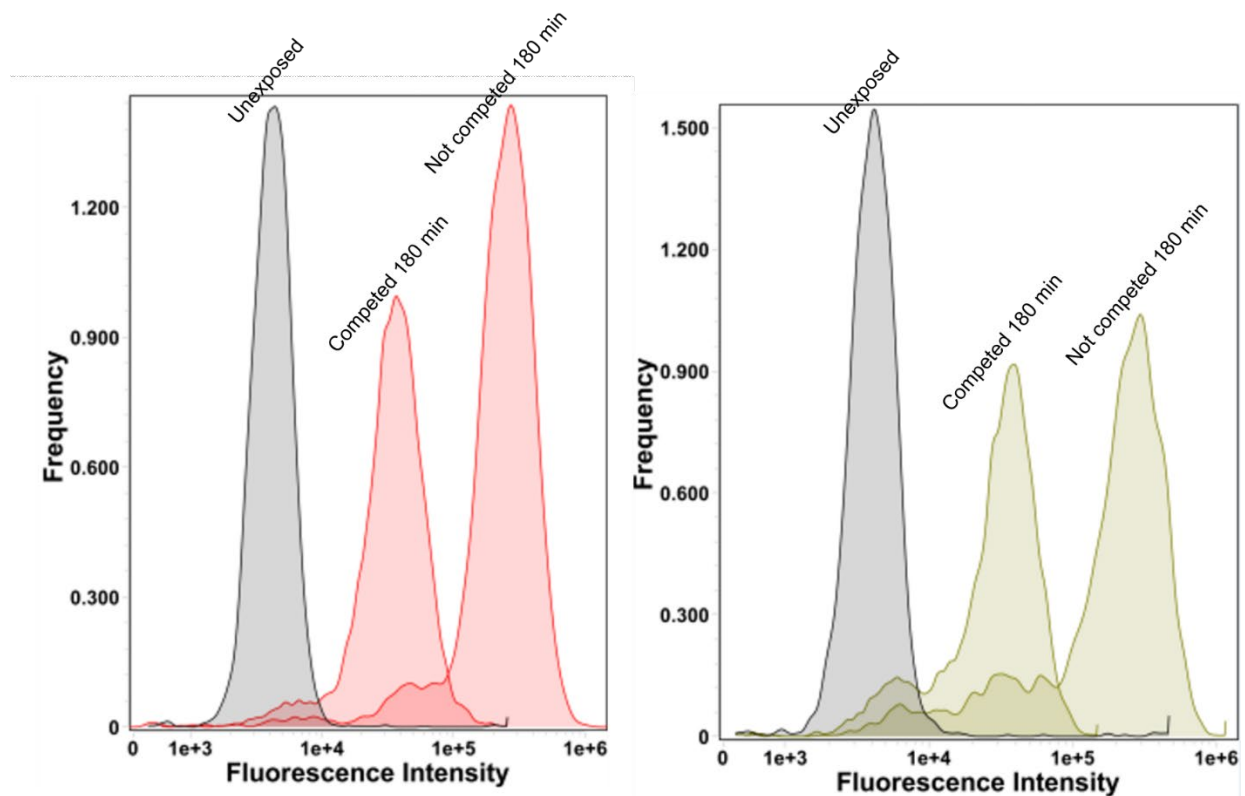 Unexposed
Not competed 180 min
Competed 180 min
1.200
0.900
0.600
0.300
0
Frequency
0 1e+3 1e+4 1e+5 1e+6
Fluorescence Intensity
Unexposed
Competed 180 min
Not competed 180 min
1.500
1.200
0.900
0.600
0.300
0
Frequency
0 1e+3 1e+4 1e+5 1e+6
Fluorescence Intensity